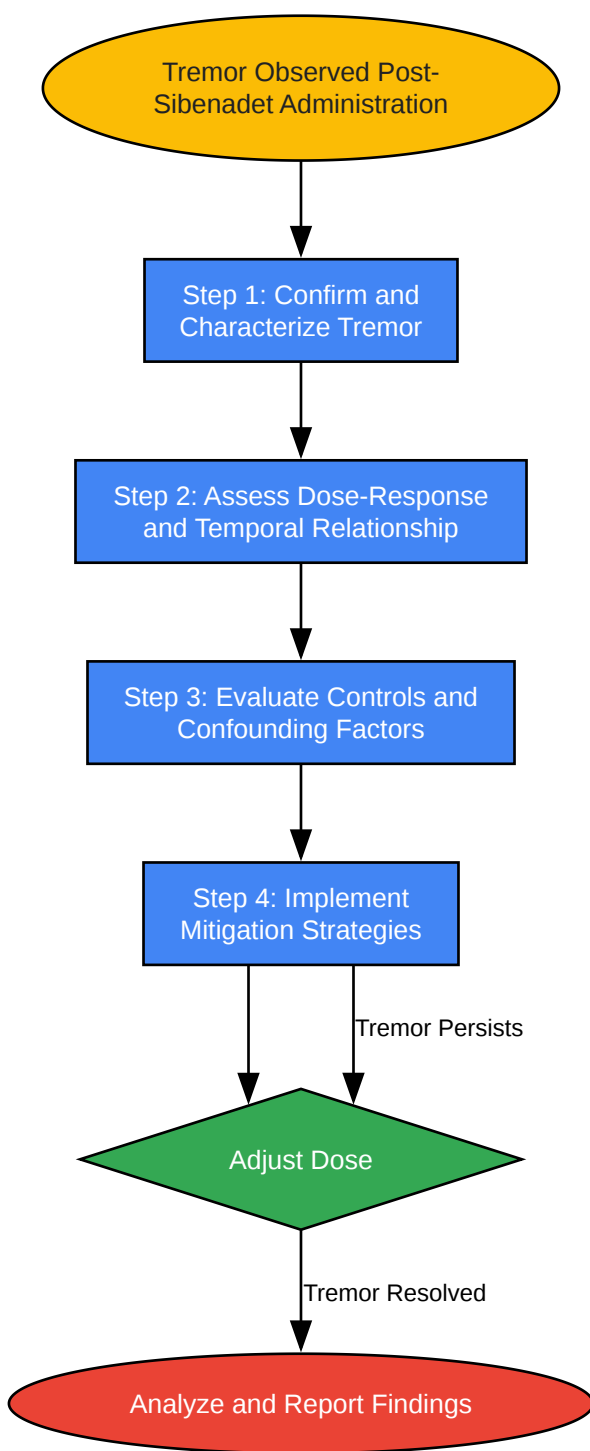 Tremor Observed Post-
Sibenadet Administration
Step 1: Confirm and
Characterize Tremor
Step 2: Assess Dose-Response
and Temporal Relationship
Step 3: Evaluate Controls and
Confounding Factors
Step 4: Implement
Mitigation Strategies
Tremor Persists
Adjust Dose
Tremor Resolved
Analyze and Report Findings